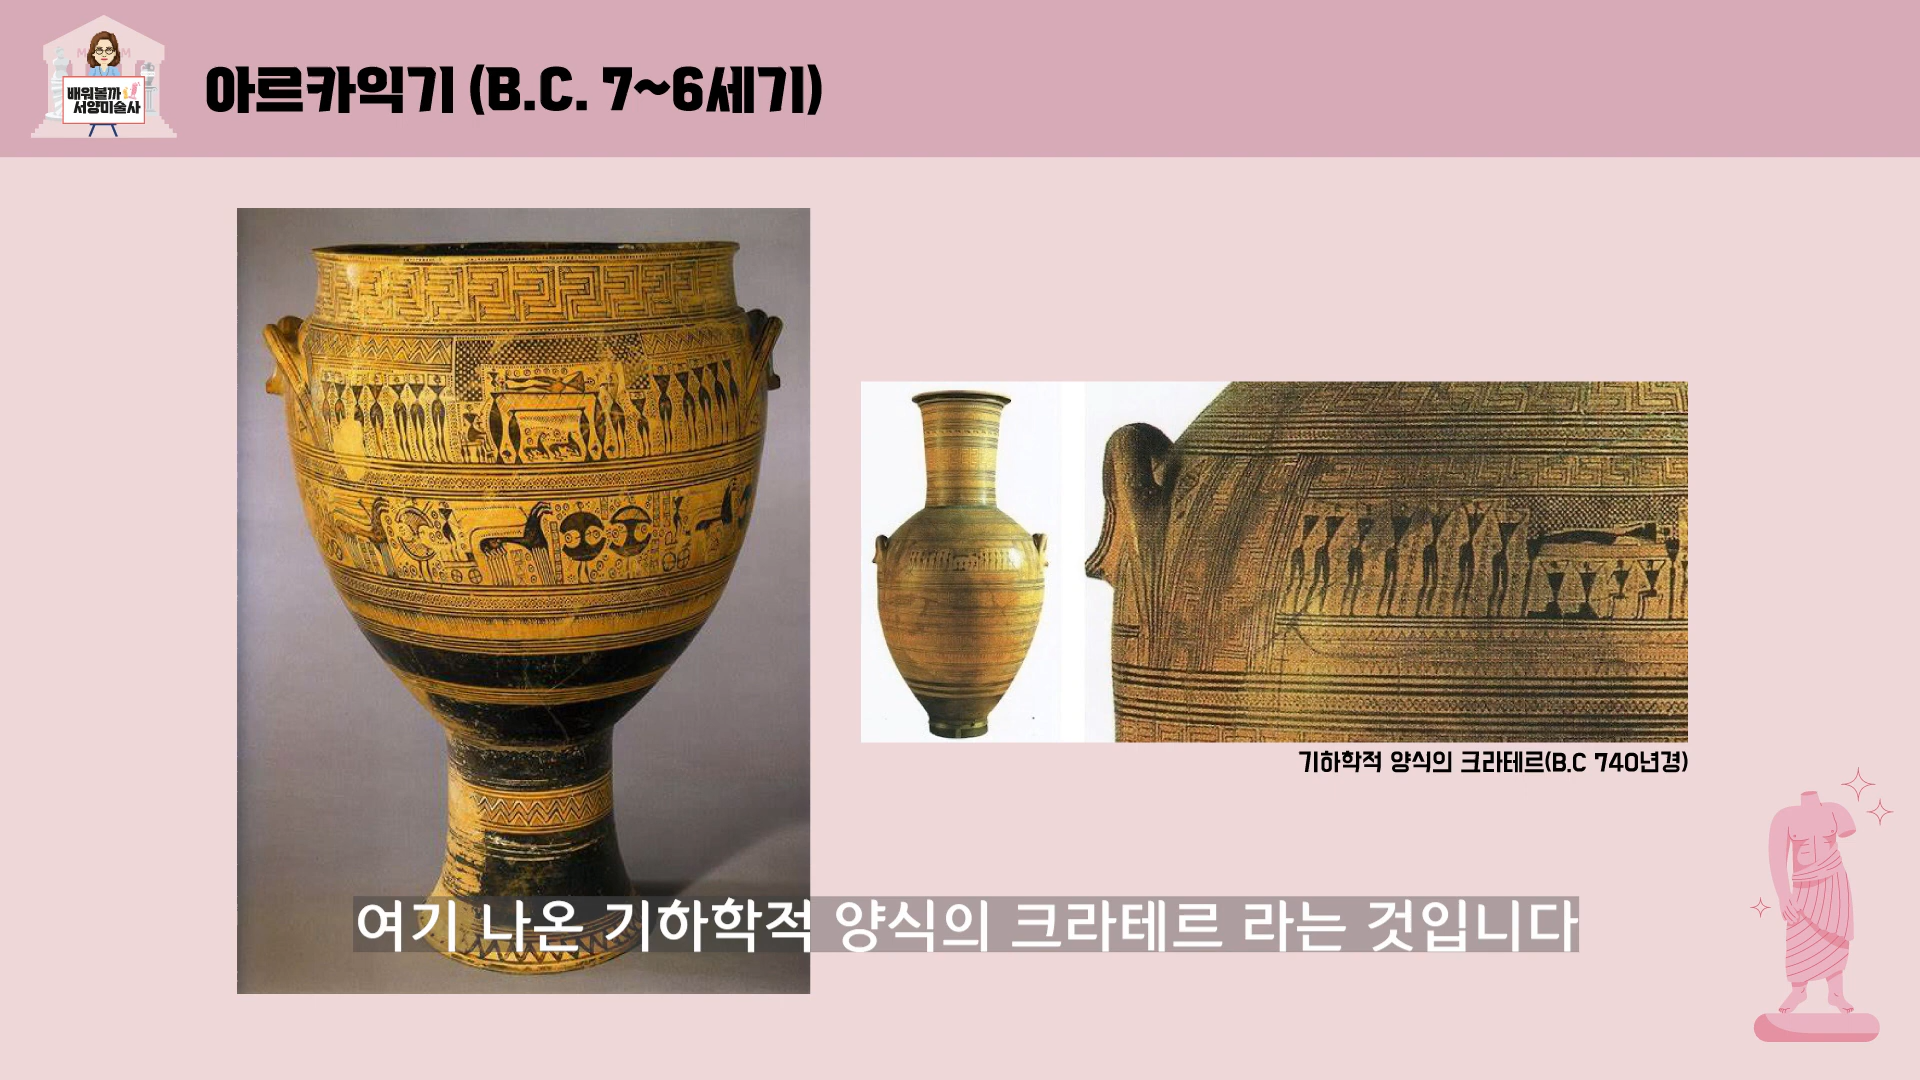 배워볼까
서양미술사
아르카익기 (B.C. 7~6세기)
기하학적 양식의 크라테르(B.C 740년경)
여기 나온 기하학적 양식의 크라테르 라는 것입니다